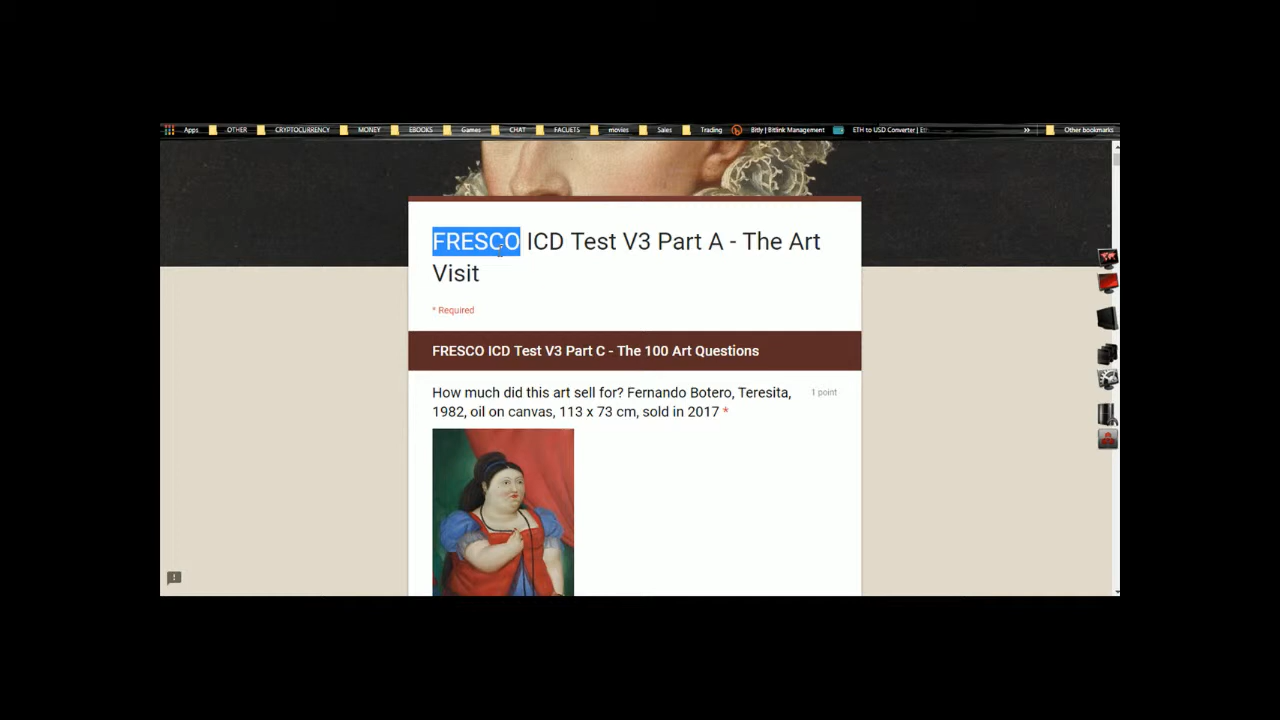 Apps OTHER CRYPTOCURRENCY MONEY EBOOKS Games CHAT FACUETS movies Sales Trading Bitly | Bitlink Management ETH to USD Converter | Et » Other bookmarks
FRESCO ICD Test V3 Part A - The Art
Visit
* Required
FRESCO ICD Test V3 Part C - The 100 Art Questions
How much did this art sell for? Fernando Botero, Teresita, 1 point
1982, oil on canvas, 113 x 73 cm, sold in 2017 *